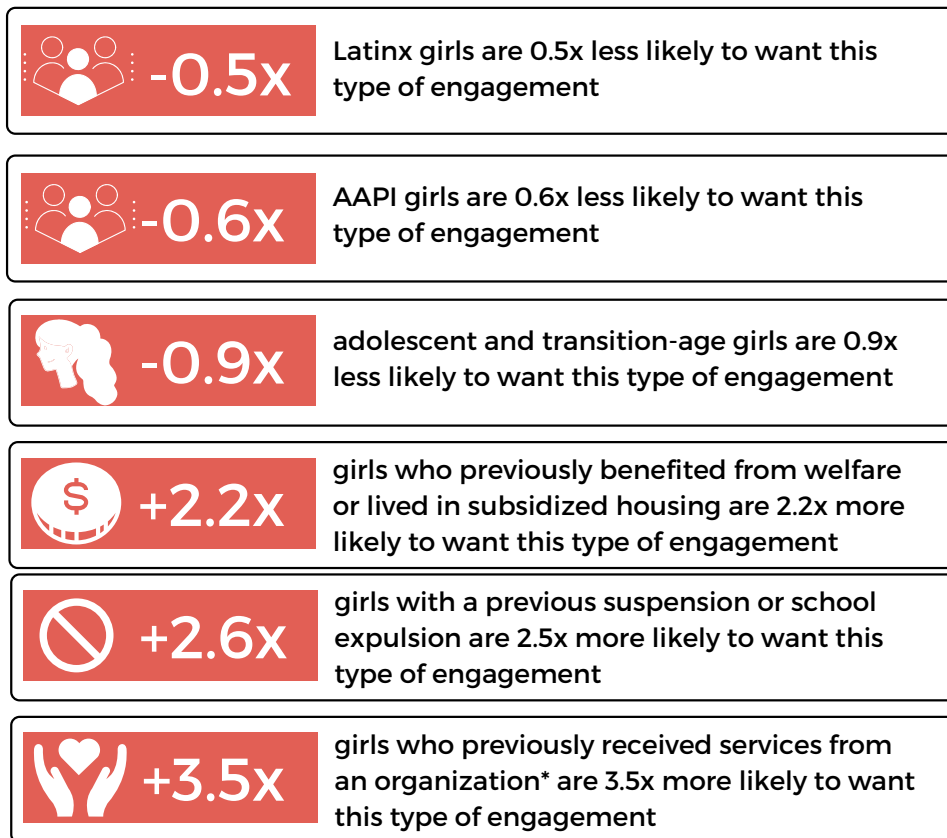 -0.5x
Latinx girls are 0.5x less likely to want this
type of engagement
-0.6x
AAPI girls are 0.6x less likely to want this
type of engagement
-0.9x
adolescent and transition-age girls are 0.9x
less likely to want this type of engagement
$
+2.2x
girls who previously benefited from welfare
or lived in subsidized housing are 2.2x more
likely to want this type of engagement
+2.6x
girls with a previous suspension or school
expulsion are 2.5x more likely to want this
type of engagement
+3.5x
girls who previously received services from
an organization* are 3.5x more likely to want
this type of engagement